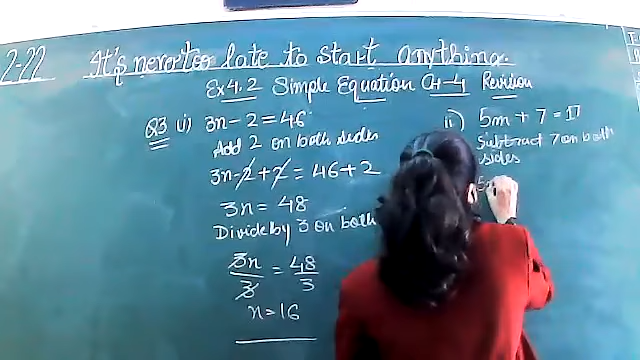 2-22
It's never too late to start anything.
Ex 4.2 Simple Equation Ch-4 Revision
Q3 i) 3n - 2 = 46
Add 2 on both sides
3n - 2 + 2 = 46 + 2
3n = 48
Divide by 3 on both
3n/3 = 48/3
n = 16
ii) 5m + 7 = 17
Subtract 7 on both
sides
5